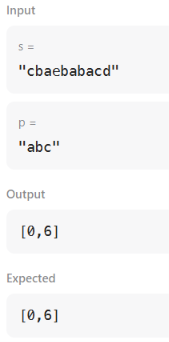 Input
s =
"cbaebabacd"
p =
"abc"
Output
[0,6]
Expected
[0,6]